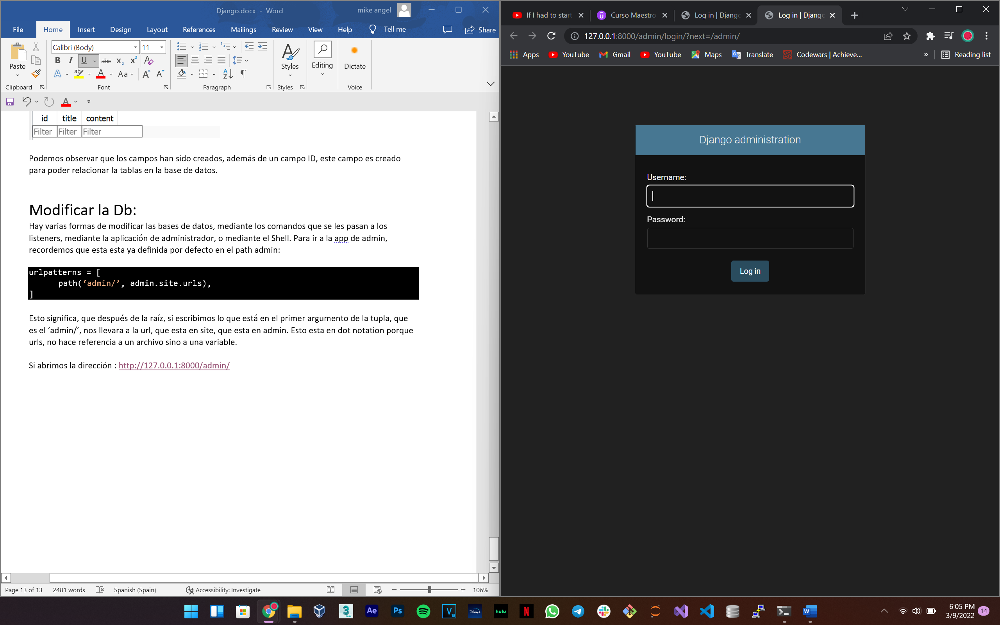 Django.docx - Word
mike angel
File Home Insert Design Layout References Mailings Review View Help Tell me Share
Calibri (Body) 11
Paste
Styles
Editing
Dictate
Clipboard Font Paragraph Styles Voice
id title content
Filter Filter Filter
Podemos observar que los campos han sido creados, además de un campo ID, este campo es creado
para poder relacionar la tablas en la base de datos.
Modificar la Db:
Hay varias formas de modificar las bases de datos, mediante los comandos que se les pasan a los
listeners, mediante la aplicación de administrador, o mediante el Shell. Para ir a la app de admin,
recordemos que esta esta ya definida por defecto en el path admin:
urlpatterns = [
path(‘admin/’, admin.site.urls),
]
Esto significa, que después de la raíz, si escribimos lo que está en el primer argumento de la tupla, que
es el ‘admin/’, nos llevara a la url, que esta en site, que esta en admin. Esto esta en dot notation porque
urls, no hace referencia a un archivo sino a una variable.
Si abrimos la dirección : http://127.0.0.1:8000/admin/
Page 13 of 13 2481 words Spanish (Spain) Accessibility: Investigate 106%
If I had to start Curso Maestro Log in | Django Log in | Django
127.0.0.1:8000/admin/login/?next=/admin/
Apps YouTube Gmail YouTube Maps Translate Codewars | Achieve... » Reading list
Django administration
Username:
Password:
Log in
3 MAX Ae Ps V 18 Disney+ hulu N W
6:05 PM
3/9/2022 14